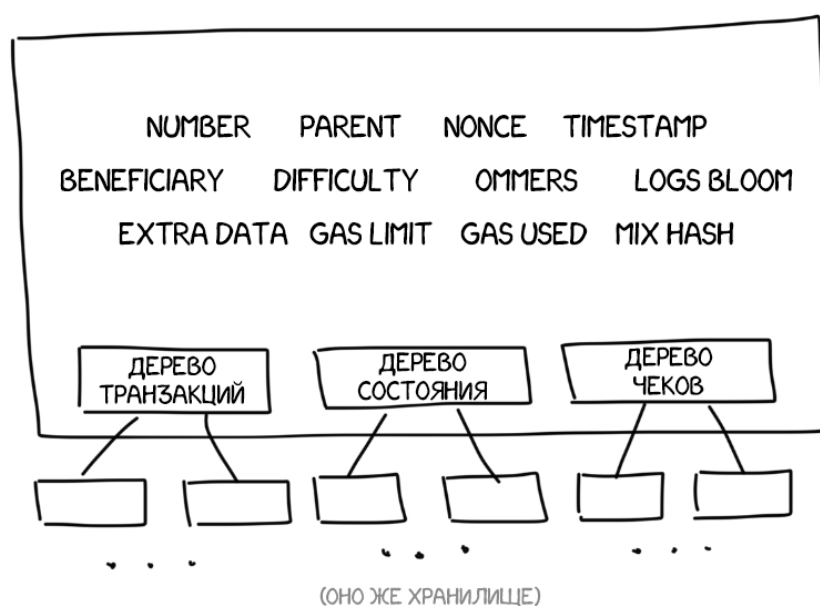 NUMBER PARENT NONCE TIMESTAMP
BENEFICIARY DIFFICULTY OMMERS LOGS BLOOM
EXTRA DATA GAS LIMIT GAS USED MIX HASH
ДЕРЕВО
ТРАНЗАКЦИЙ
ДЕРЕВО
СОСТОЯНИЯ
ДЕРЕВО
ЧЕКОВ
(ОНО ЖЕ ХРАНИЛИЩЕ)